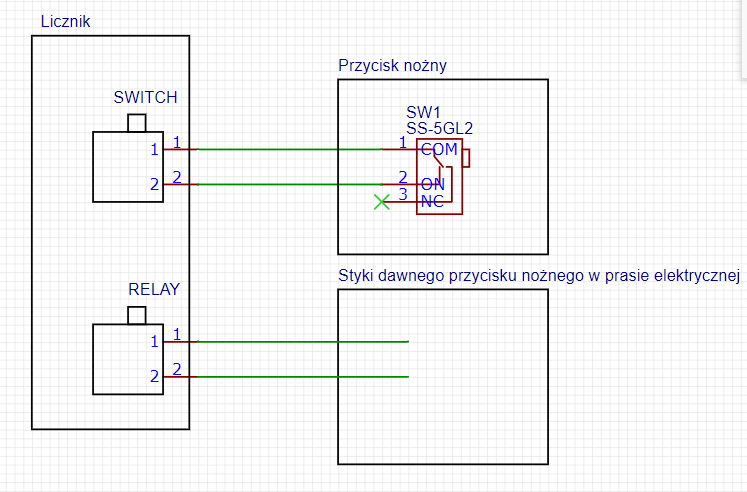 Licznik
Przycisk nożny
SWITCH
SW1
SS-5GL2
1 1 1 COM
2 2 2 ON
3 NC
Styki dawnego przycisku nożnego w prasie elektrycznej
RELAY
1 1
2 2